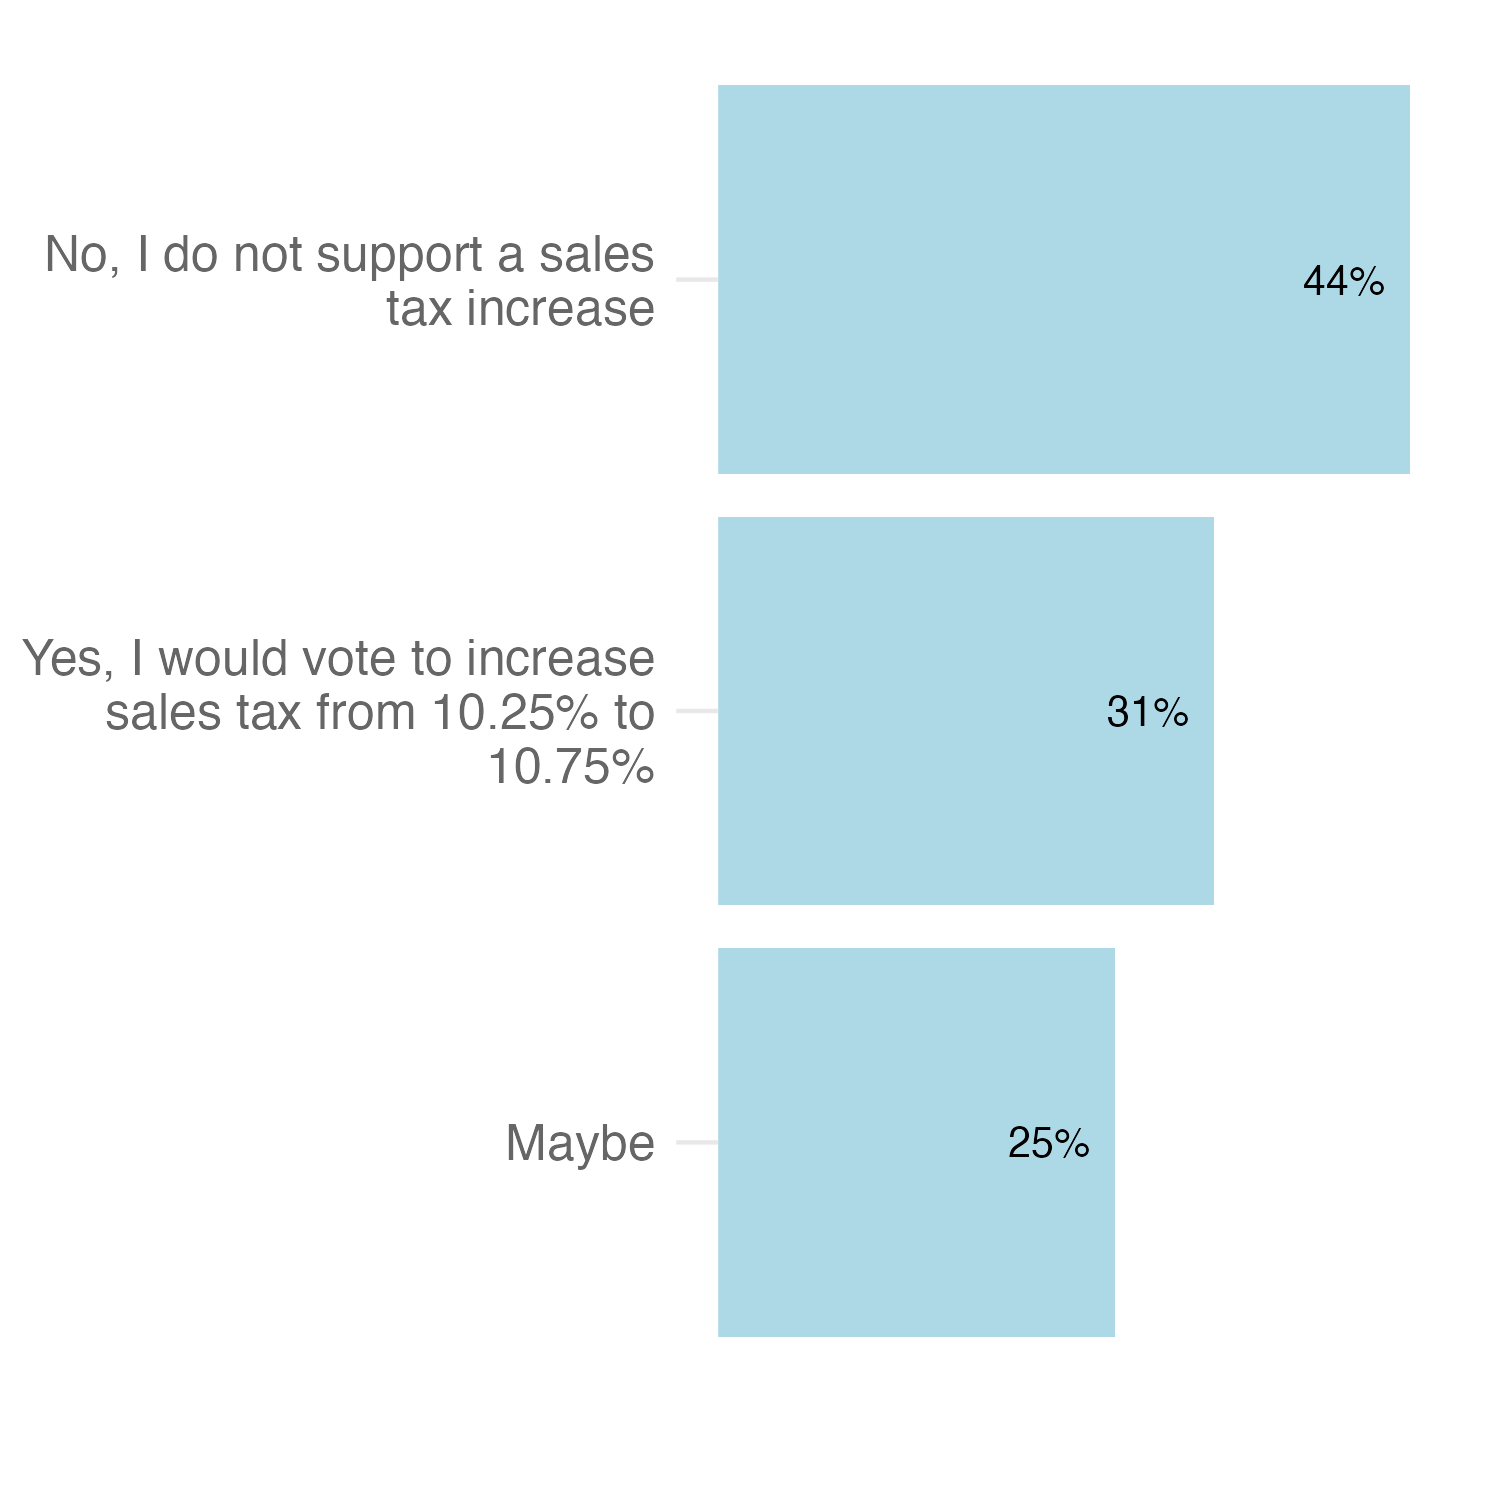 No, I do not support a sales
tax increase
44%
Yes, I would vote to increase
sales tax from 10.25% to
10.75%
31%
Maybe
25%